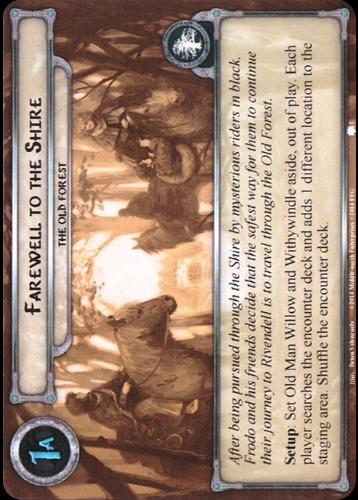 1A
FAREWELL TO THE SHIRE
THE OLD FOREST
After being pursued through the Shire by mysterious riders in black,
Frodo and his friends decide that the safest way for them to continue
their journey to Rivendell is to travel through the Old Forest.
Setup: Set Old Man Willow and Withywindle aside, out of play. Each
player searches the encounter deck and adds 1 different location to the
staging area. Shuffle the encounter deck.
Illus. Brian Valenzuela ©2014 Middle-earth Enterprises ©2014 FFG